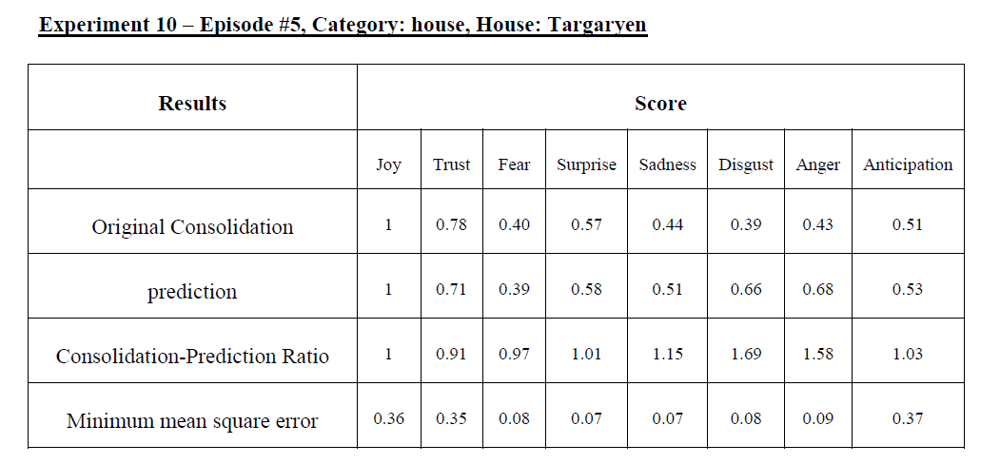 Experiment 10 – Episode #5, Category: house, House: Targaryen
Results Score
Joy Trust Fear Surprise Sadness Disgust Anger Anticipation
Original Consolidation 1 0.78 0.40 0.57 0.44 0.39 0.43 0.51
prediction 1 0.71 0.39 0.58 0.51 0.66 0.68 0.53
Consolidation-Prediction Ratio 1 0.91 0.97 1.01 1.15 1.69 1.58 1.03
Minimum mean square error 0.36 0.35 0.08 0.07 0.07 0.08 0.09 0.37